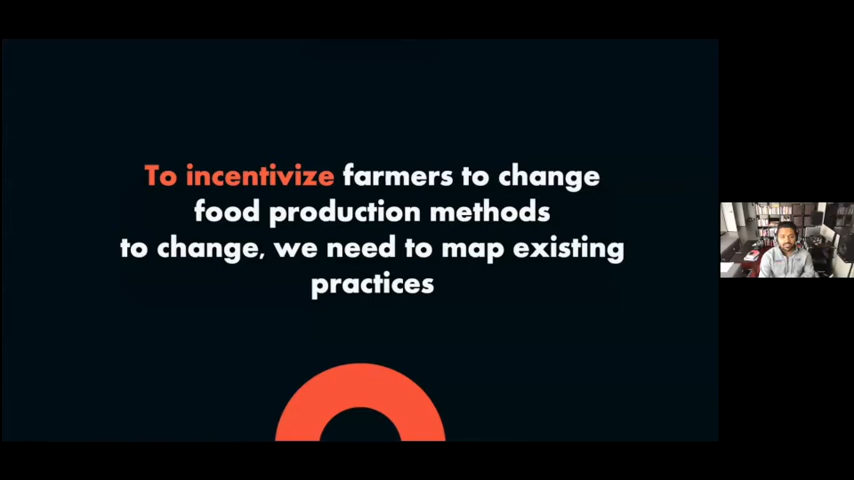 To incentivize farmers to change
food production methods
to change, we need to map existing
practices